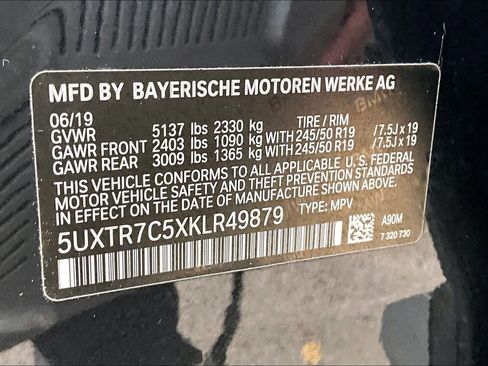 MFD BY BAYERISCHE MOTOREN WERKE AG
06/19 TIRE / RIM
GVWR 5137 lbs 2330 kg
GAWR FRONT 2403 lbs 1090 kg WITH 245/50 R19 /7.5J x 19
GAWR REAR 3009 lbs 1365 kg WITH 245/50 R19 /7.5J x 19
THIS VEHICLE CONFORMS TO ALL APPLICABLE U. S. FEDERAL
MOTOR VEHICLE SAFETY AND THEFT PREVENTION STANDARDS
IN EFFECT ON THE DATE OF MANUFACTURE SHOWN ABOVE.
5UXTR7C5XKLR49879 TYPE: MPV
A90M
7 320 730